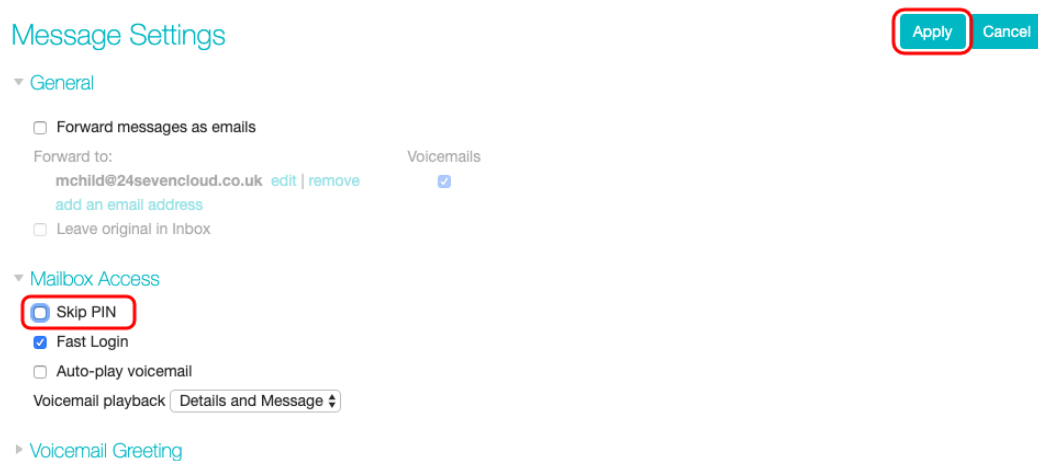 Message Settings
Apply Cancel
General
Forward messages as emails
Forward to: Voicemails
mchild@24sevencloud.co.uk edit | remove
add an email address
Leave original in Inbox
Mailbox Access
Skip PIN
Fast Login
Auto-play voicemail
Voicemail playback Details and Message
Voicemail Greeting